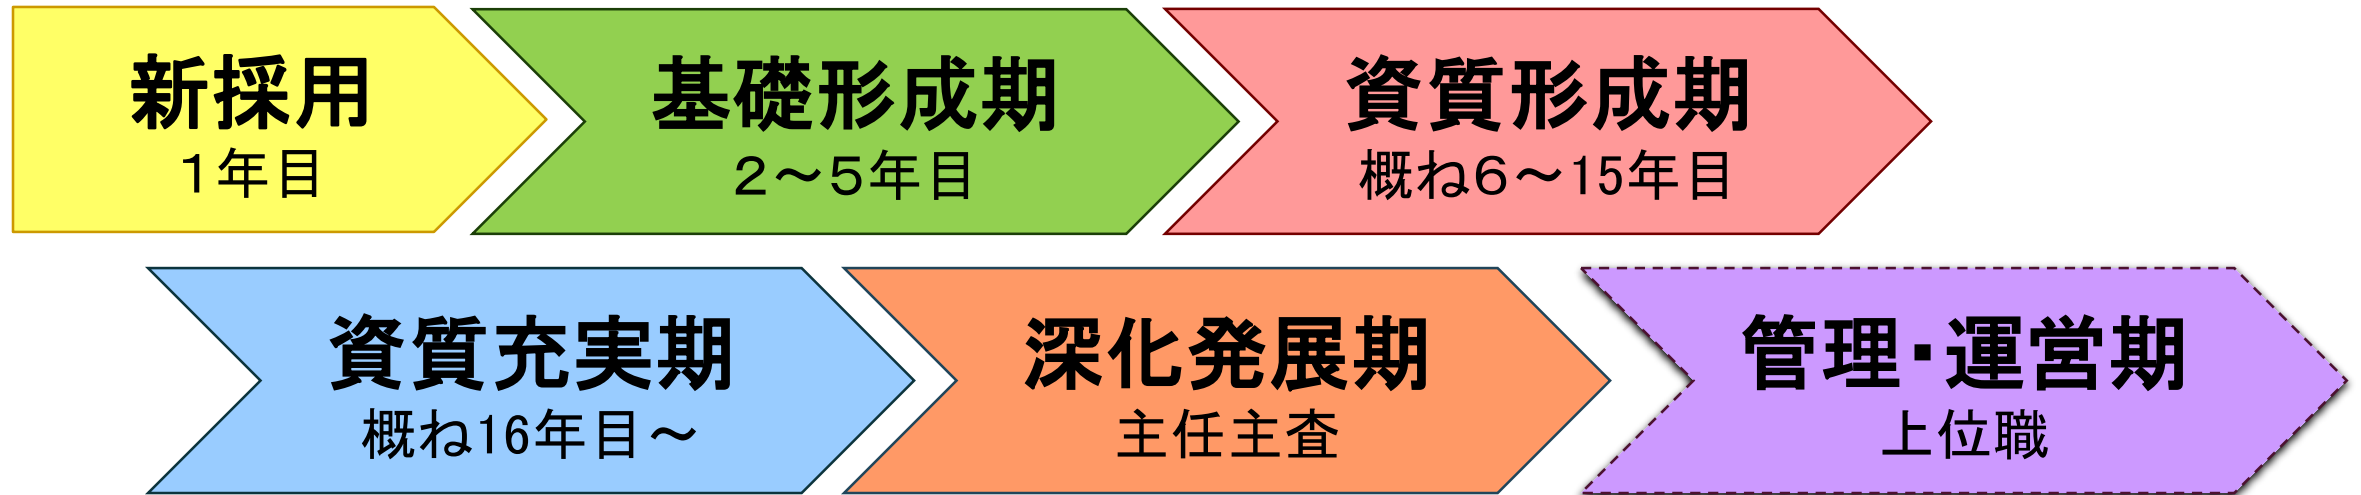 新採用
１年目
基礎形成期
２～５年目
資質形成期
概ね６～15年目
資質充実期
概ね16年目～
深化発展期
主任主査
管理・運営期
上位職